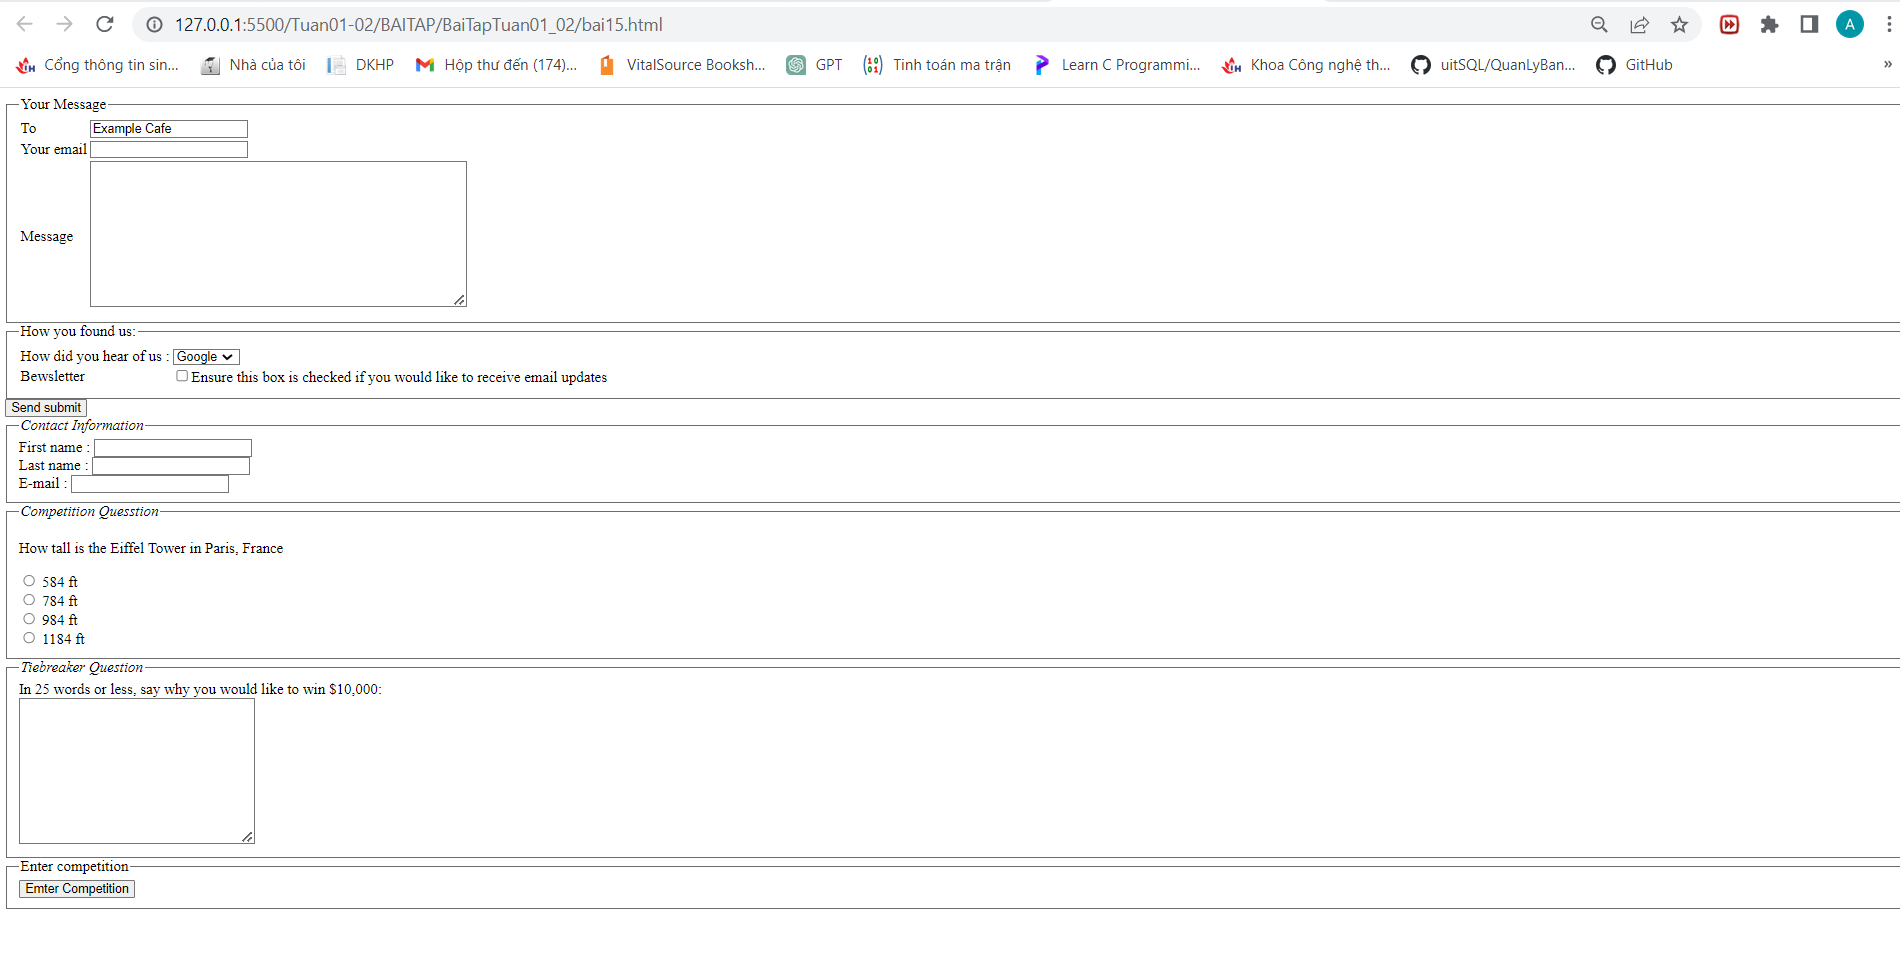 127.0.0.1:5500/Tuan01-02/BAITAP/BaiTapTuan01_02/bai15.html
A
Cổng thông tin sin... Nhà của tôi DKHP Hộp thư đến (174)... VitalSource Booksh... GPT Tính toán ma trận Learn C Programmi... Khoa Công nghệ th... uitSQL/QuanLyBan... GitHub »
Your Message
To Example Cafe
Your email
Message
How you found us:
How did you hear of us : Google
Bewsletter Ensure this box is checked if you would like to receive email updates
Send submit
Contact Information
First name :
Last name :
E-mail :
Competition Quesstion
How tall is the Eiffel Tower in Paris, France
584 ft
784 ft
984 ft
1184 ft
Tiebreaker Question
In 25 words or less, say why you would like to win $10,000:
Enter competition
Emter Competition